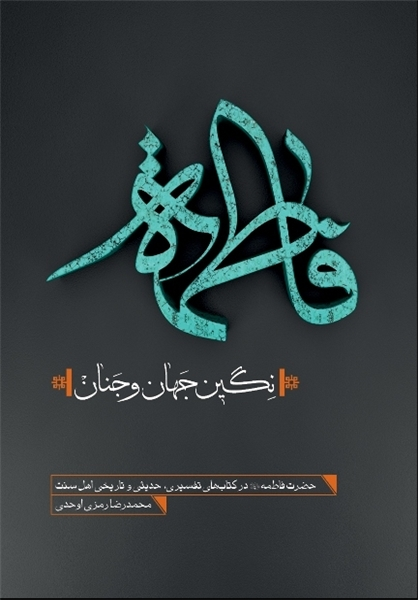 فاطمه
نگین جهان و جنان
حضرت فاطمه در کتاب‌های تفسیری، حدیثی و تاریخی اهل سنت
محمدرضا رمزی اوحدی